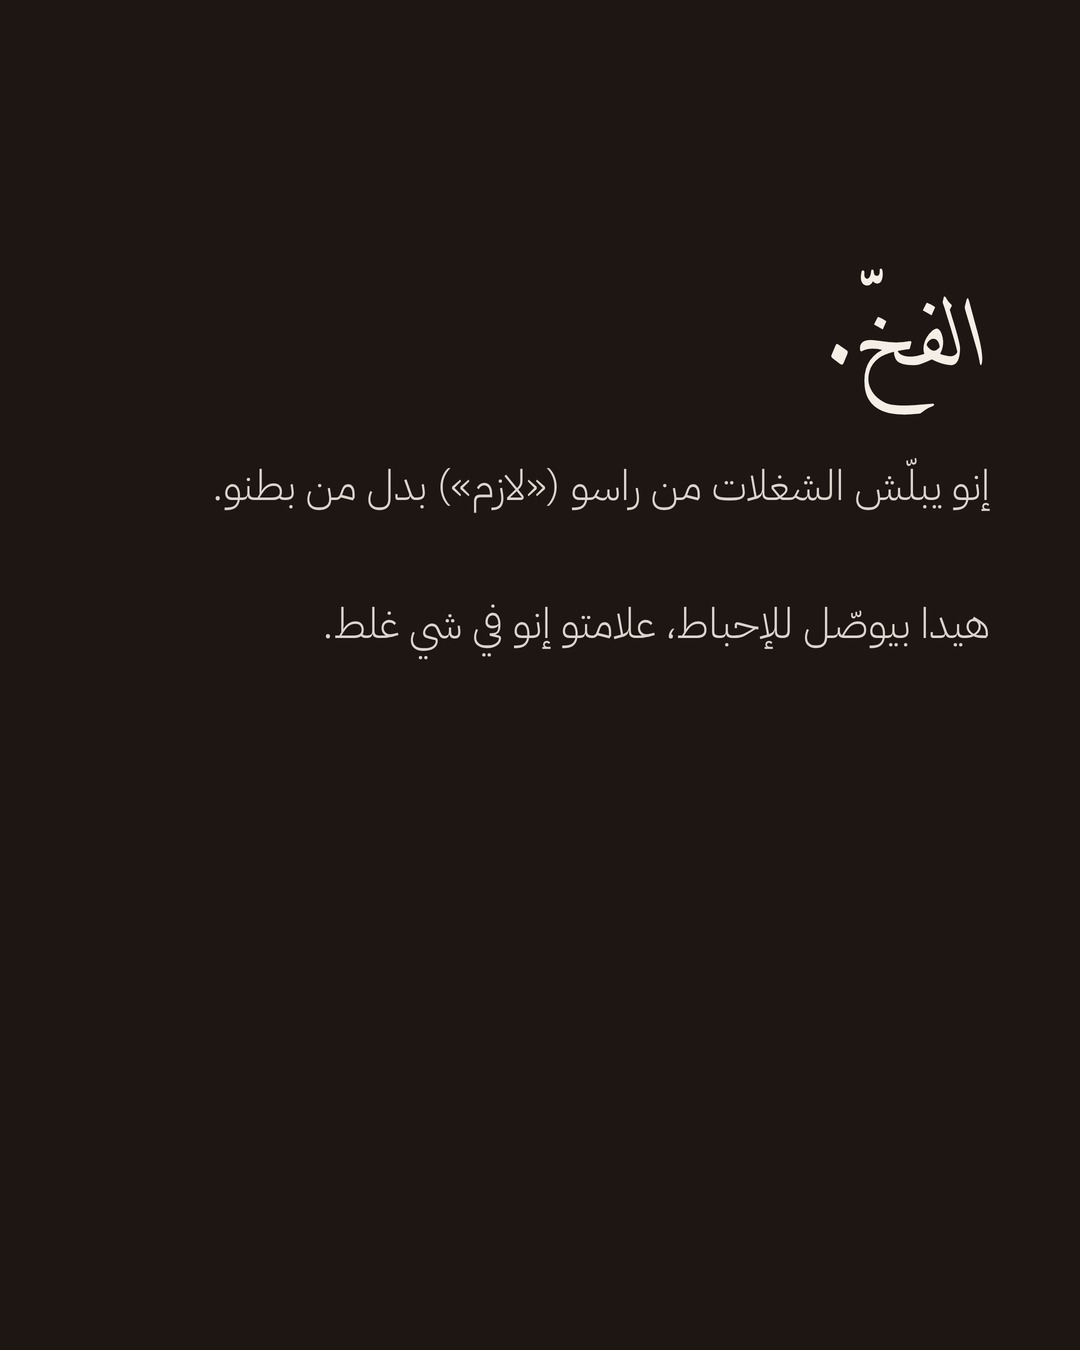 الفخّ.
إنو يبلّش الشغلات من راسو («لازم») بدل من بطنو.
هيدا بيوصّل للإحباط، علامتو إنو في شي غلط.